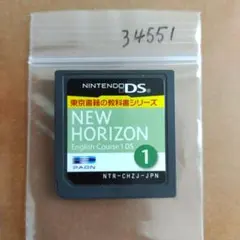 34551
NINTENDO DS
東京書籍の教科書シリーズ
NEW
HORIZON
English Course 1 DS
1
PAON
NTR-CHZJ-JPN